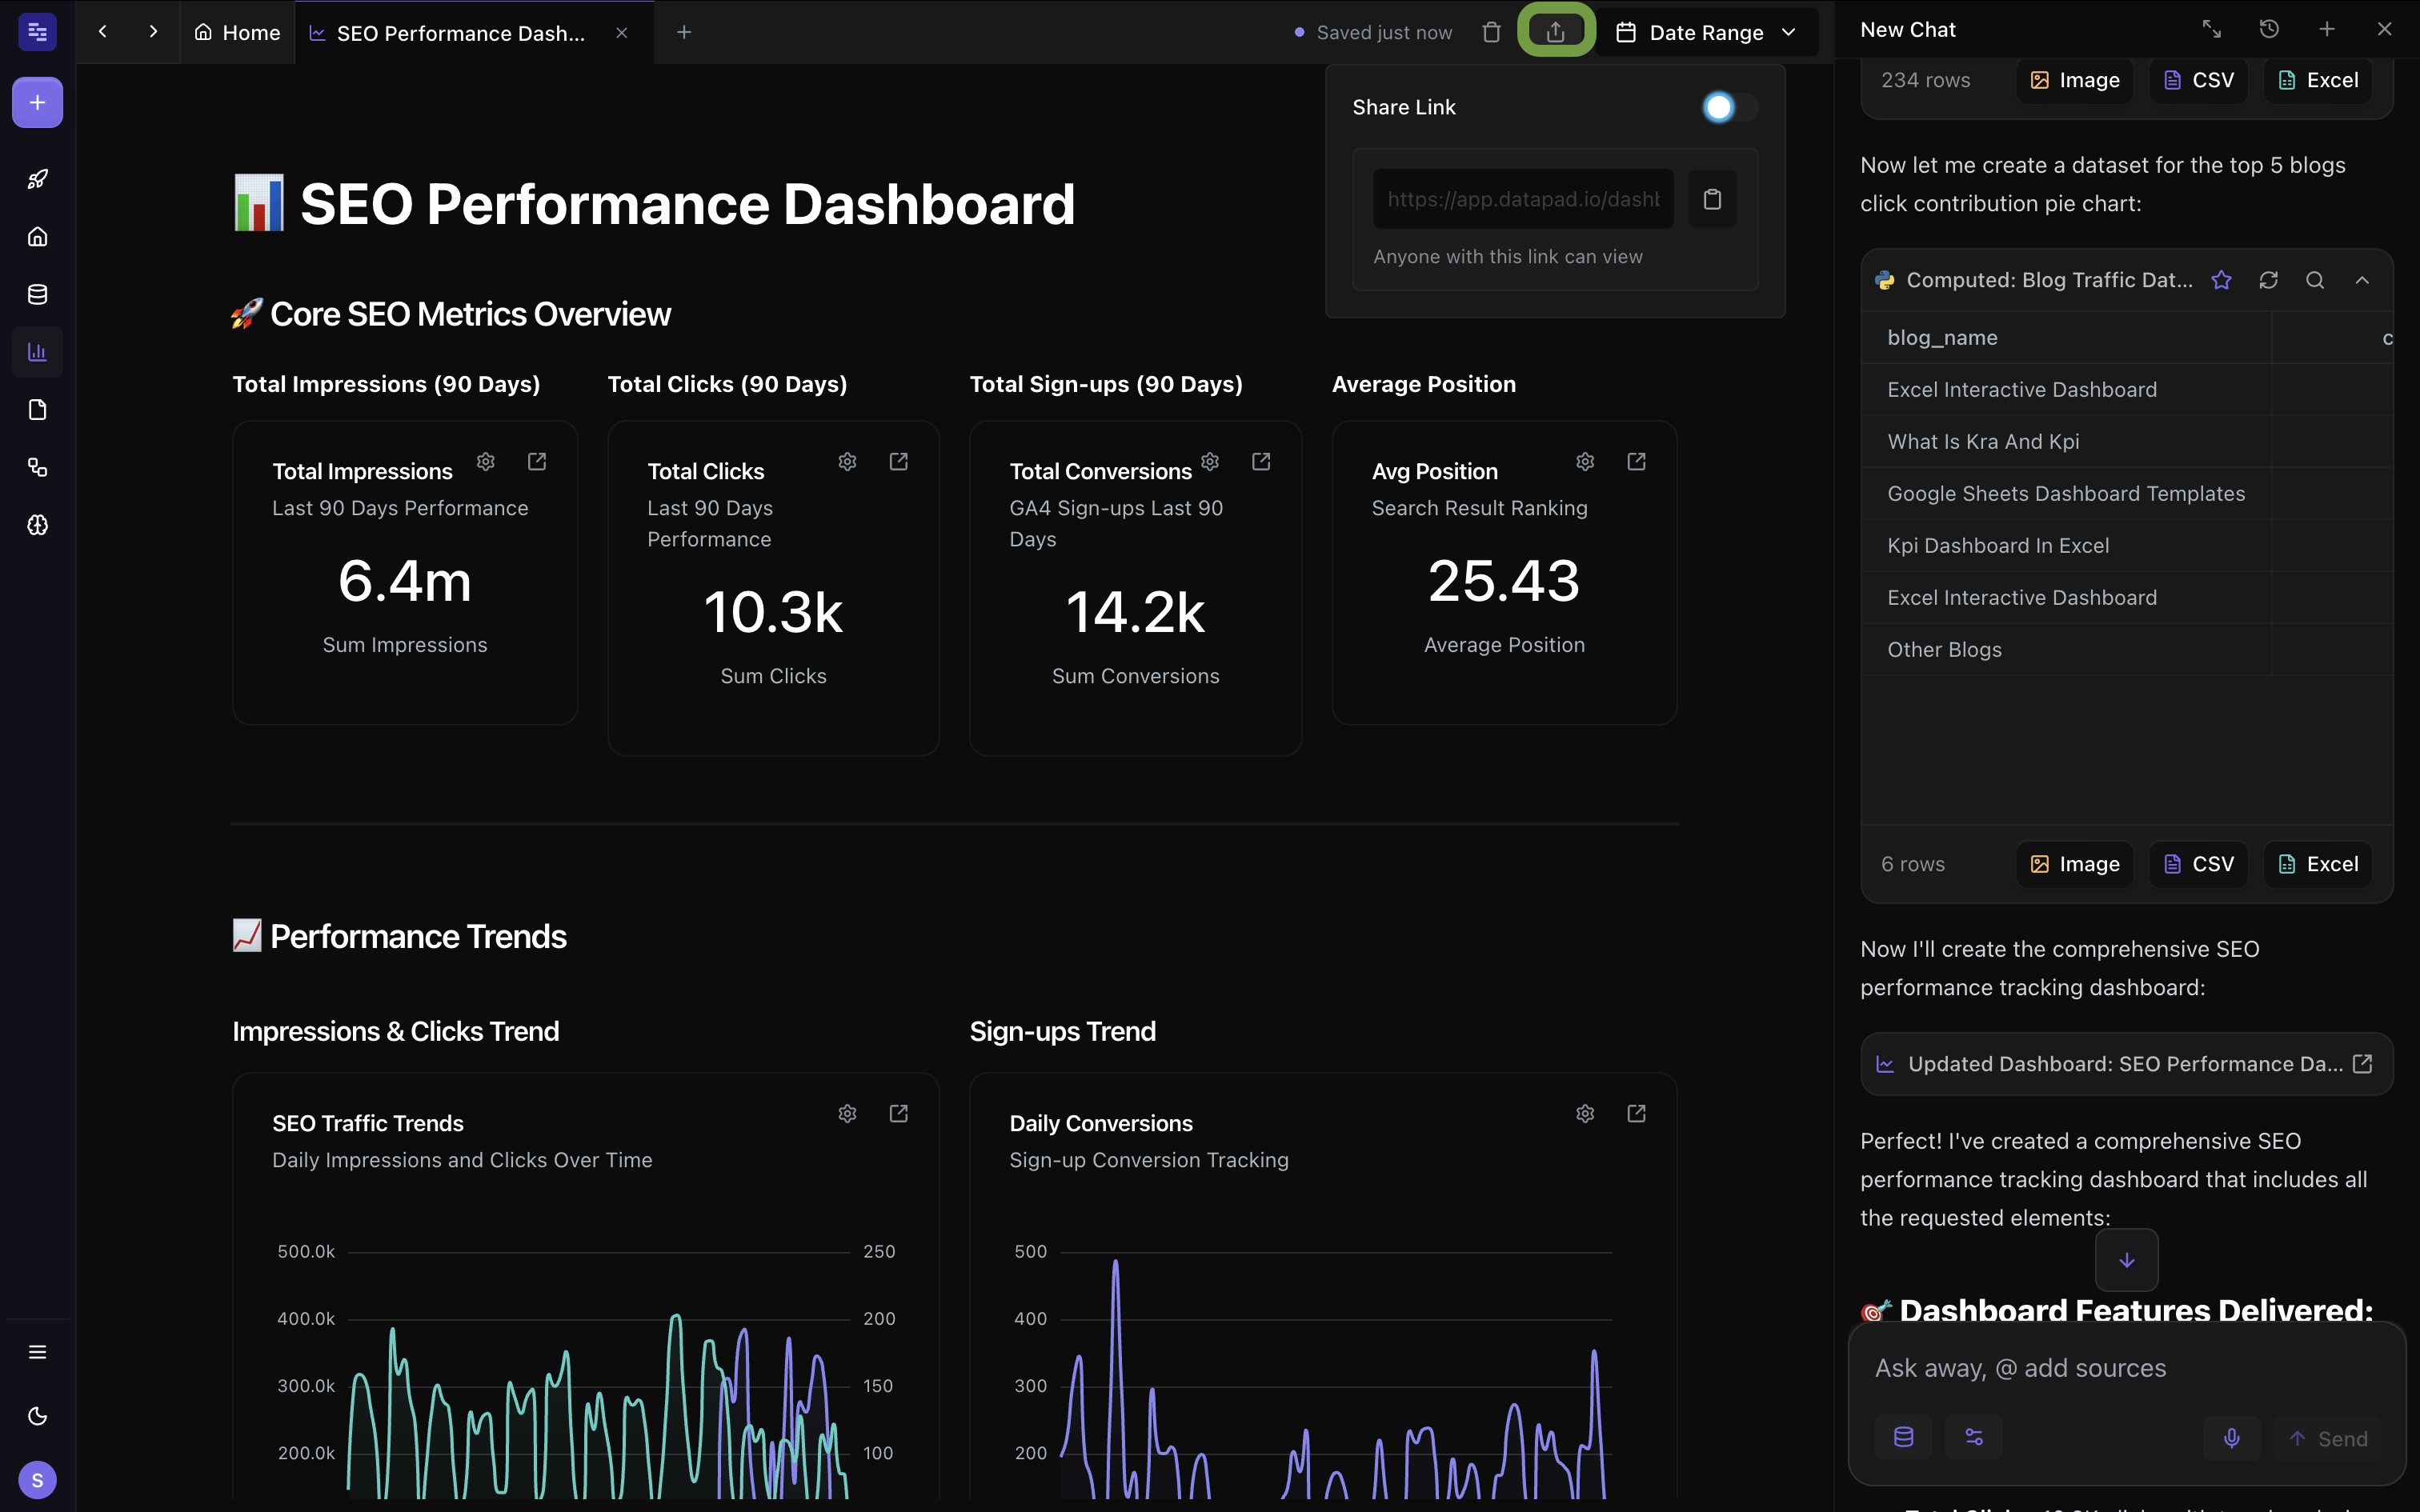 Home
SEO Performance Dash...
Saved just now
Date Range
Share Link
https://app.datapad.io/dasht
Anyone with this link can view
SEO Performance Dashboard
Core SEO Metrics Overview
Total Impressions (90 Days)
Total Clicks (90 Days)
Total Sign-ups (90 Days)
Average Position
Total Impressions
Last 90 Days Performance
6.4m
Sum Impressions
Total Clicks
Last 90 Days
Performance
10.3k
Sum Clicks
Total Conversions
GA4 Sign-ups Last 90
Days
14.2k
Sum Conversions
Avg Position
Search Result Ranking
25.43
Average Position
Performance Trends
Impressions & Clicks Trend
Sign-ups Trend
SEO Traffic Trends
Daily Impressions and Clicks Over Time
500.0k
250
400.0k
200
300.0k
150
200.0k
100
Daily Conversions
Sign-up Conversion Tracking
500
400
300
200
S
New Chat
234 rows
Image
CSV
Excel
Now let me create a dataset for the top 5 blogs
click contribution pie chart:
Computed: Blog Traffic Dat...
blog_name
c
Excel Interactive Dashboard
What Is Kra And Kpi
Google Sheets Dashboard Templates
Kpi Dashboard In Excel
Excel Interactive Dashboard
Other Blogs
6 rows
Image
CSV
Excel
Now I'll create the comprehensive SEO
performance tracking dashboard:
Updated Dashboard: SEO Performance Da...
Perfect! I've created a comprehensive SEO
performance tracking dashboard that includes all
the requested elements:
Dashboard Features Delivered:
Ask away, @ add sources
Send